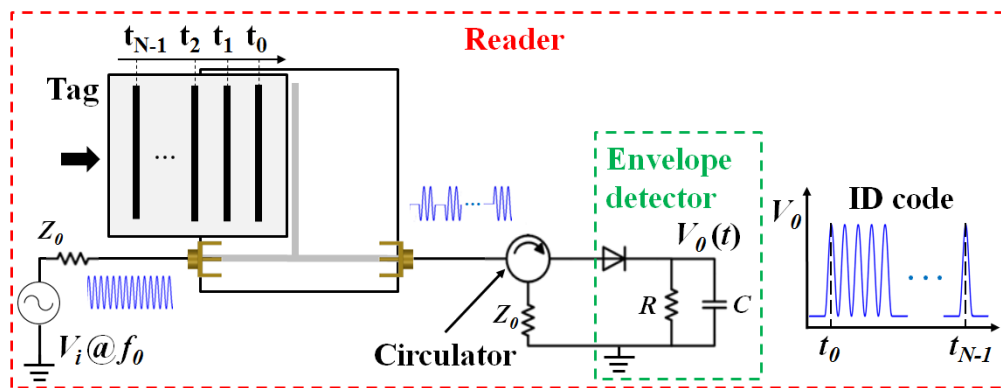 Reader
t_{N-1} t_2 t_1 t_0
Tag
...
Z_0
V_i@f_0
...
Circulator
Z_0
Envelope
detector
V_0(t)
R
C
ID code
V_0
...
t_0
t_{N-1}